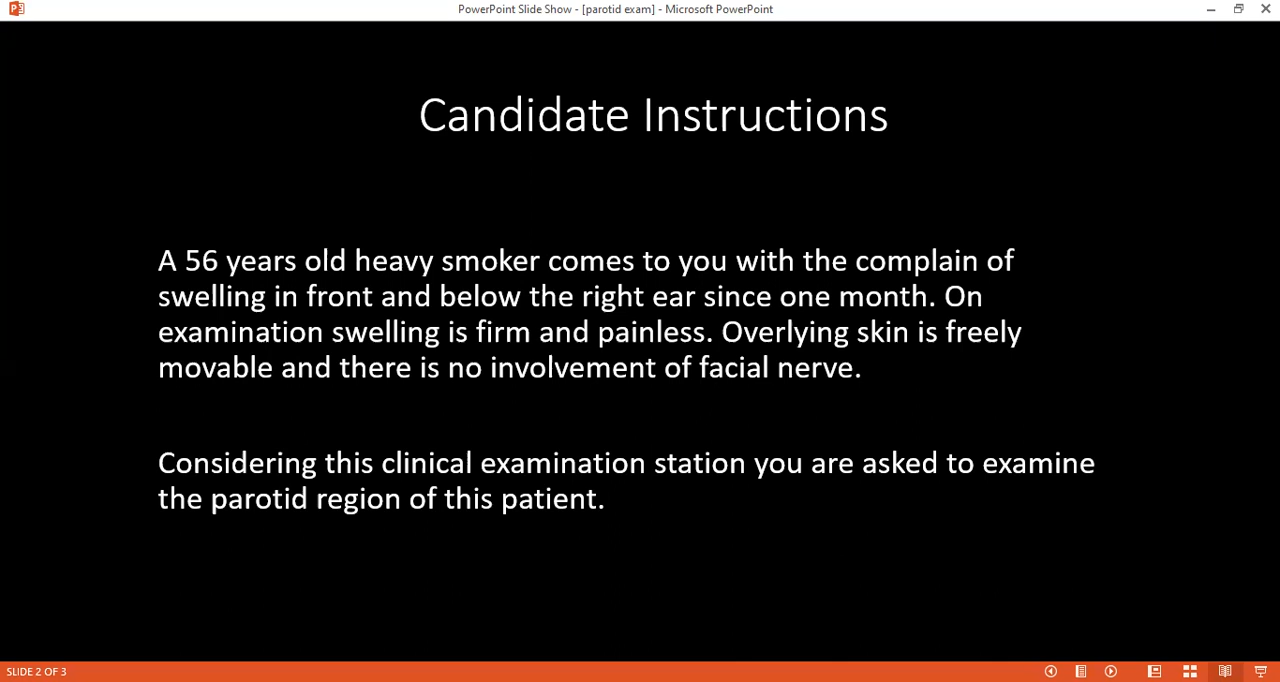 PowerPoint Slide Show - [parotid exam] - Microsoft PowerPoint
Candidate Instructions
A 56 years old heavy smoker comes to you with the complain of
swelling in front and below the right ear since one month. On
examination swelling is firm and painless. Overlying skin is freely
movable and there is no involvement of facial nerve.
Considering this clinical examination station you are asked to examine
the parotid region of this patient.
SLIDE 2 OF 3